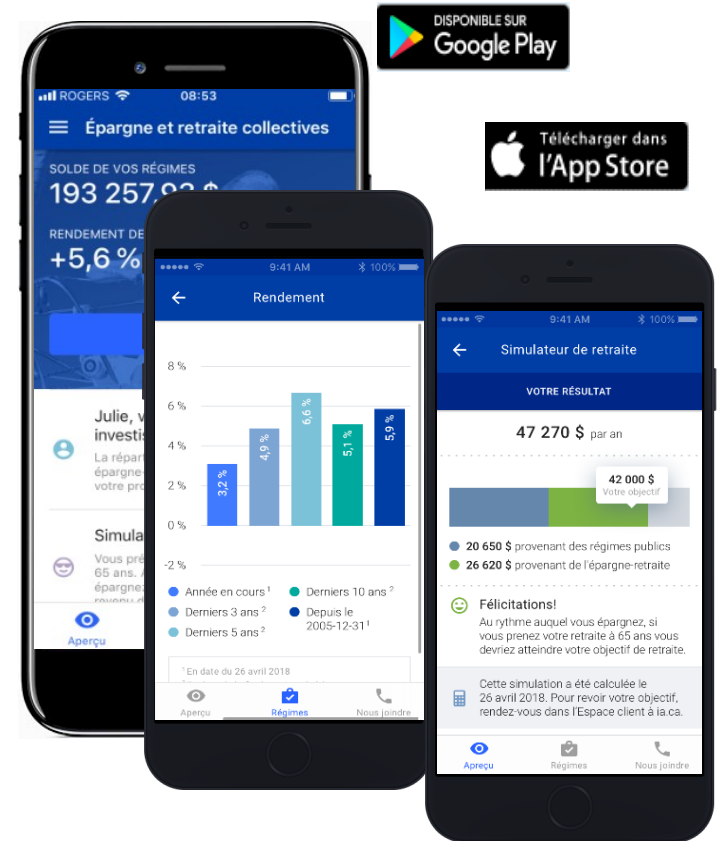 DISPONIBLE SUR
Google Play
Télécharger dans
l'App Store
ROGERS 08:53
Épargne et retraite collectives
SOLDE DE VOS RÉGIMES
193 257,92 $
RENDEMENT DE
+5,6 %
Julie, v
investis
La répart
épargne-
votre pro
Simula
Vous pré
65 ans. A
épargnez
revenu d
Aperçu
9:41 AM 100%
Rendement
8 %
6 %
4 %
2 %
0 %
-2 %
3,2 %
4,9 %
6,6 %
5,1 %
5,9 %
Année en cours ¹
Derniers 3 ans ²
Derniers 5 ans ²
Derniers 10 ans ²
Depuis le
2005-12-31¹
¹ En date du 26 avril 2018
Aperçu Régimes Nous joindre
9:41 AM 100%
Simulateur de retraite
VOTRE RÉSULTAT
47 270 $ par an
42 000 $
Votre objectif
20 650 $ provenant des régimes publics
26 620 $ provenant de l'épargne-retraite
Félicitations!
Au rythme auquel vous épargnez, si
vous prenez votre retraite à 65 ans vous
devriez atteindre votre objectif de retraite.
Cette simulation a été calculée le
26 avril 2018. Pour revoir votre objectif,
rendez-vous dans l'Espace client à ia.ca.
Apreçu Régimes Nous joindre